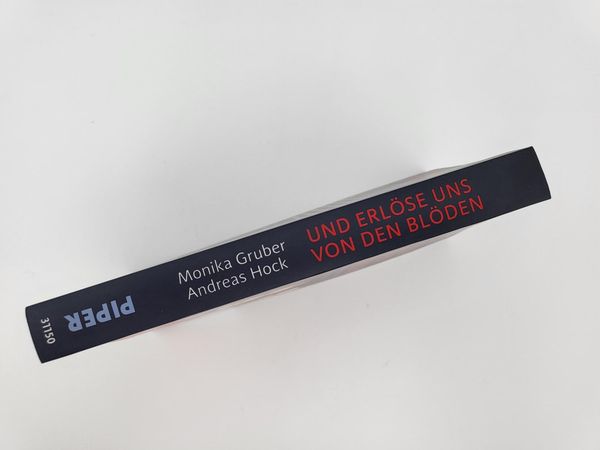 Monika Gruber
Andreas Hock
UND ERLÖSE UNS
VON DEN BLÖDEN
PIPER
31150